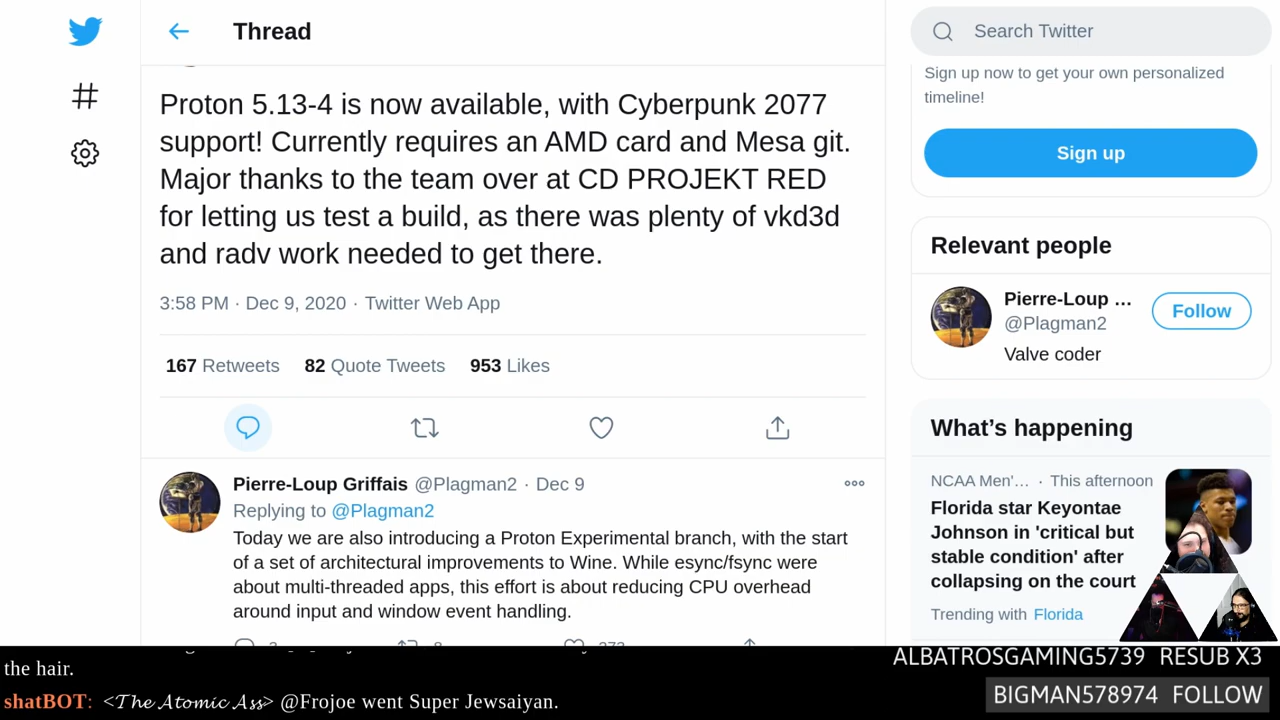 Thread
Proton 5.13-4 is now available, with Cyberpunk 2077
support! Currently requires an AMD card and Mesa git.
Major thanks to the team over at CD PROJEKT RED
for letting us test a build, as there was plenty of vkd3d
and radv work needed to get there.
3:58 PM · Dec 9, 2020 · Twitter Web App
167 Retweets 82 Quote Tweets 953 Likes
Pierre-Loup Griffais @Plagman2 · Dec 9
Replying to @Plagman2
Today we are also introducing a Proton Experimental branch, with the start
of a set of architectural improvements to Wine. While esync/fsync were
about multi-threaded apps, this effort is about reducing CPU overhead
around input and window event handling.
Search Twitter
Sign up now to get your own personalized
timeline!
Sign up
Relevant people
Pierre-Loup ...
@Plagman2
Follow
Valve coder
What's happening
NCAA Men'... · This afternoon
Florida star Keyontae
Johnson in 'critical but
stable condition' after
collapsing on the court
Trending with Florida
the hair.
shatBOT: <The Atomic Ass> @Frojoe went Super Jewsaiyan.
ALBATROSGAMING5739 RESUB X3
BIGMAN578974 FOLLOW